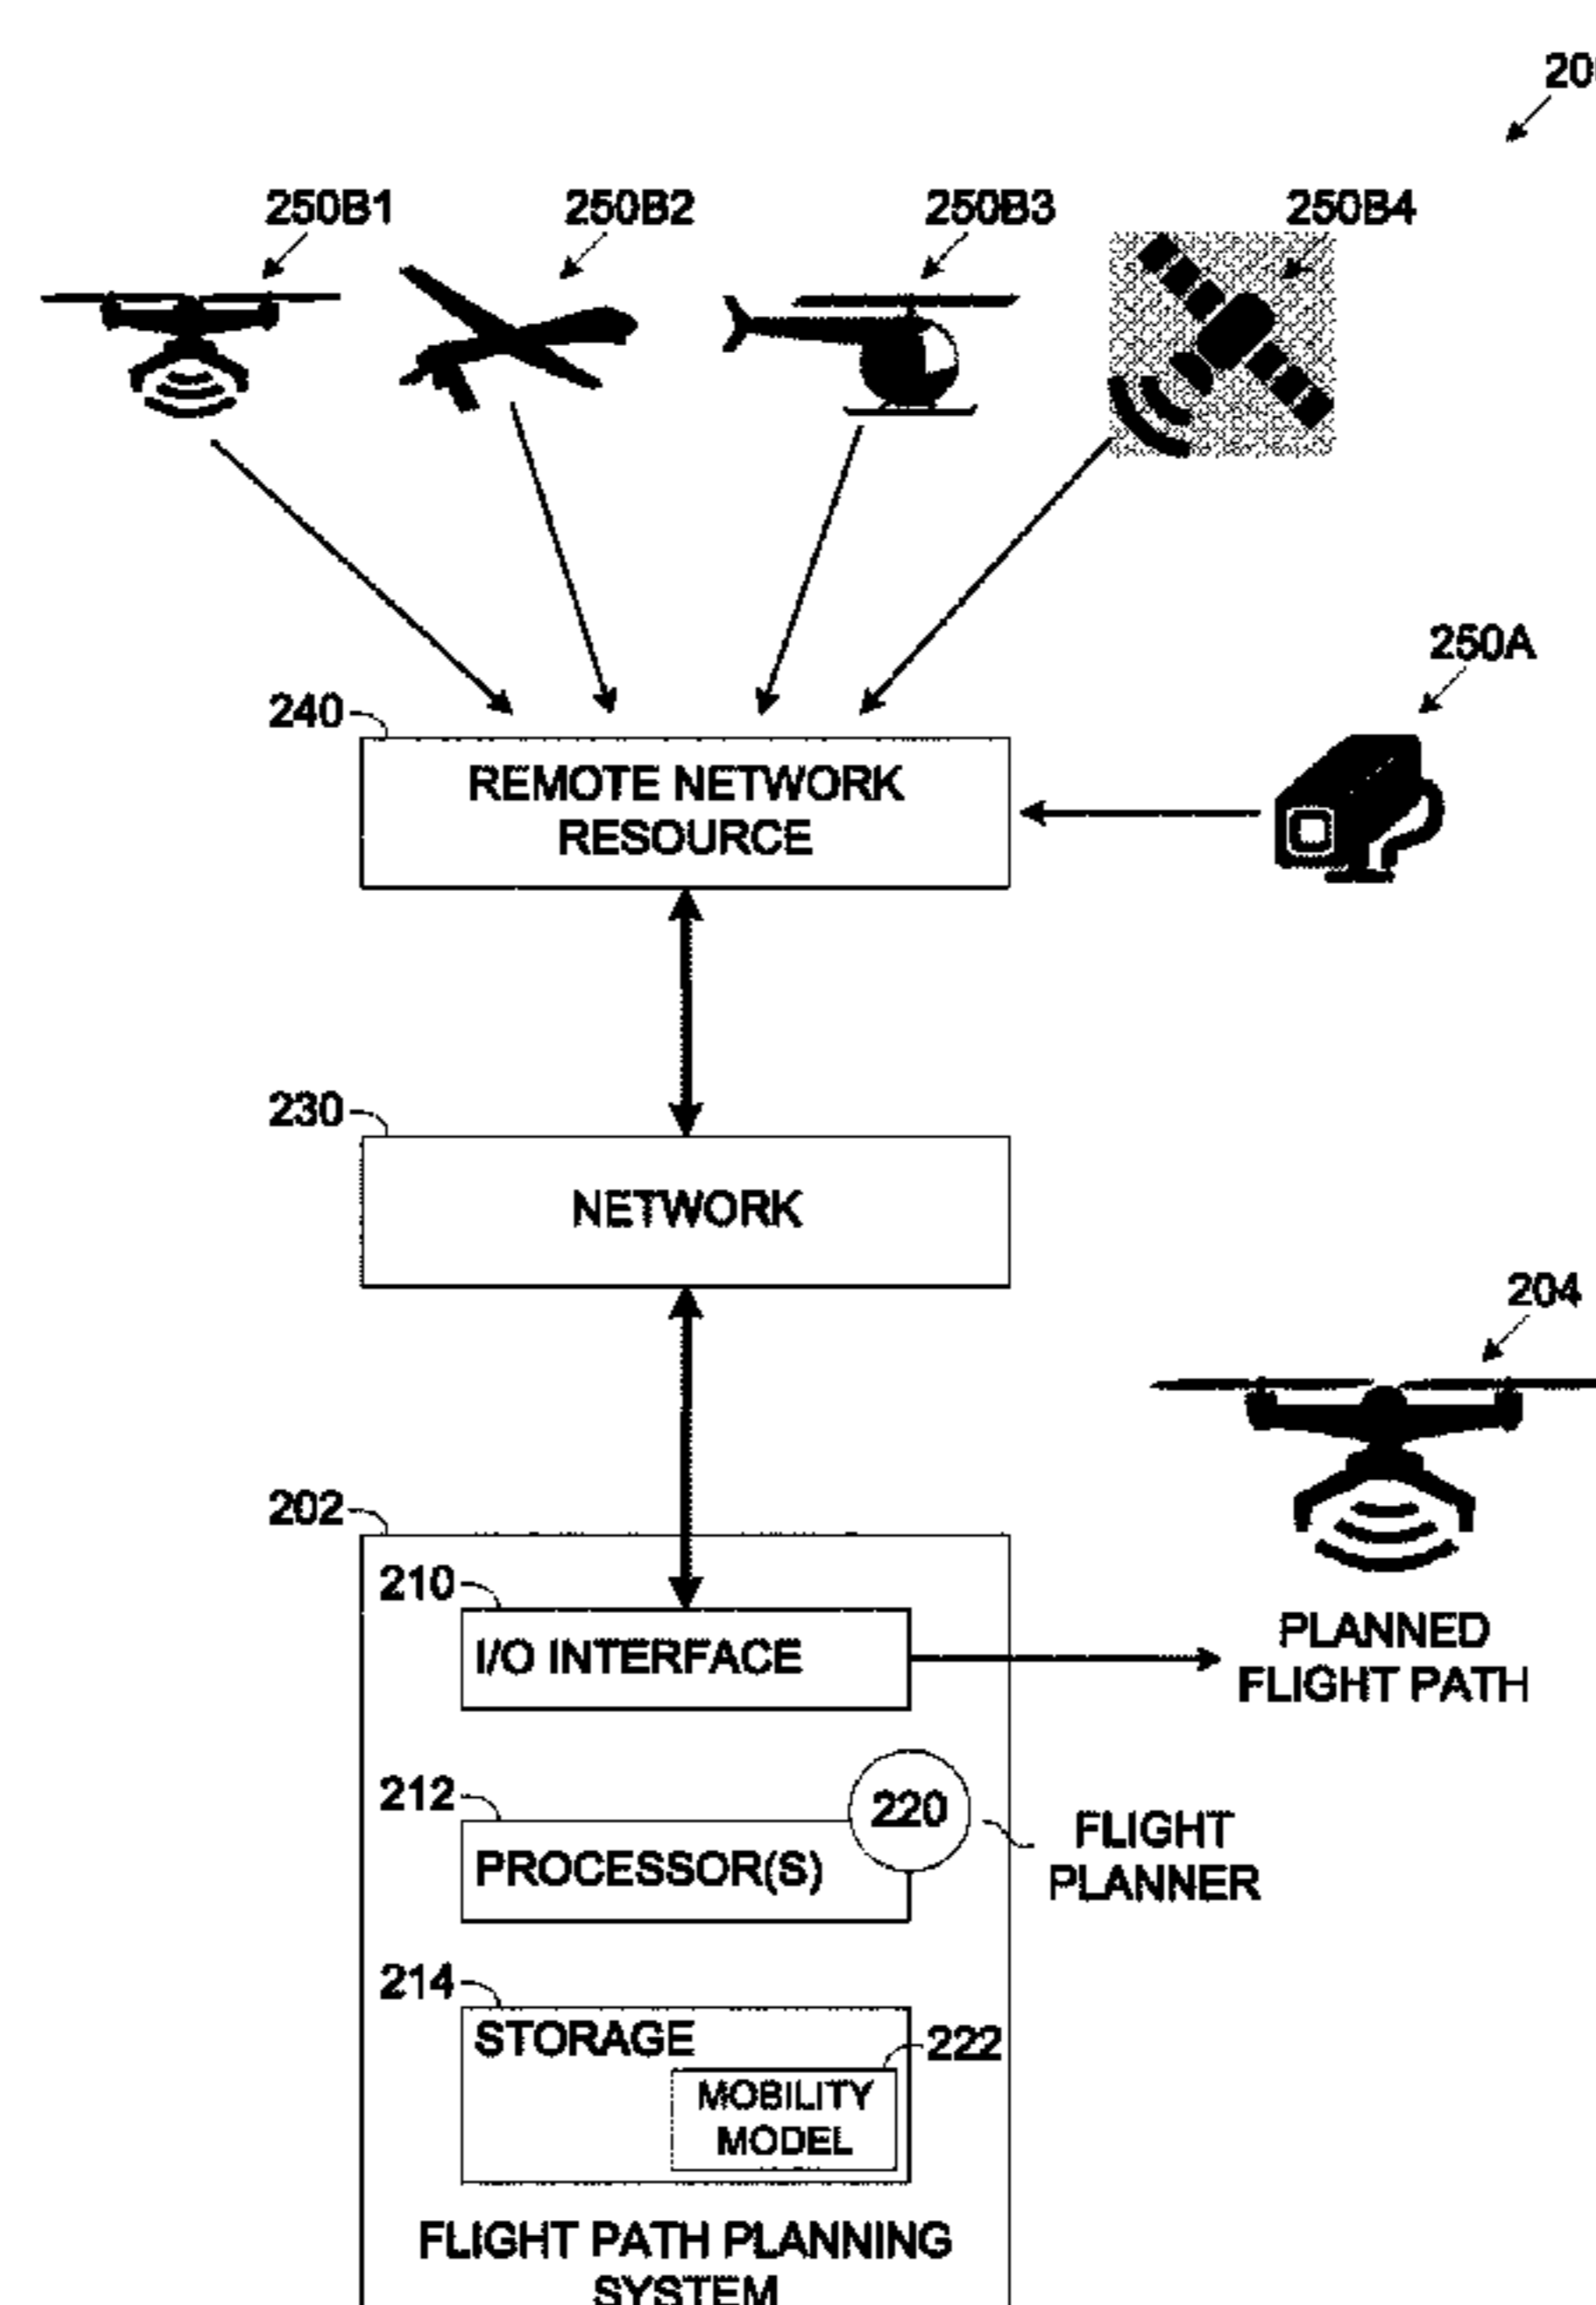 20
250B1
250B2
250B3
250B4
250A
240
REMOTE NETWORK
RESOURCE
230
NETWORK
204
202
210
I/O INTERFACE
PLANNED
FLIGHT PATH
212
220
PROCESSOR(S)
FLIGHT
PLANNER
214
STORAGE
222
MOBILITY
MODEL
FLIGHT PATH PLANNING
SYSTEM